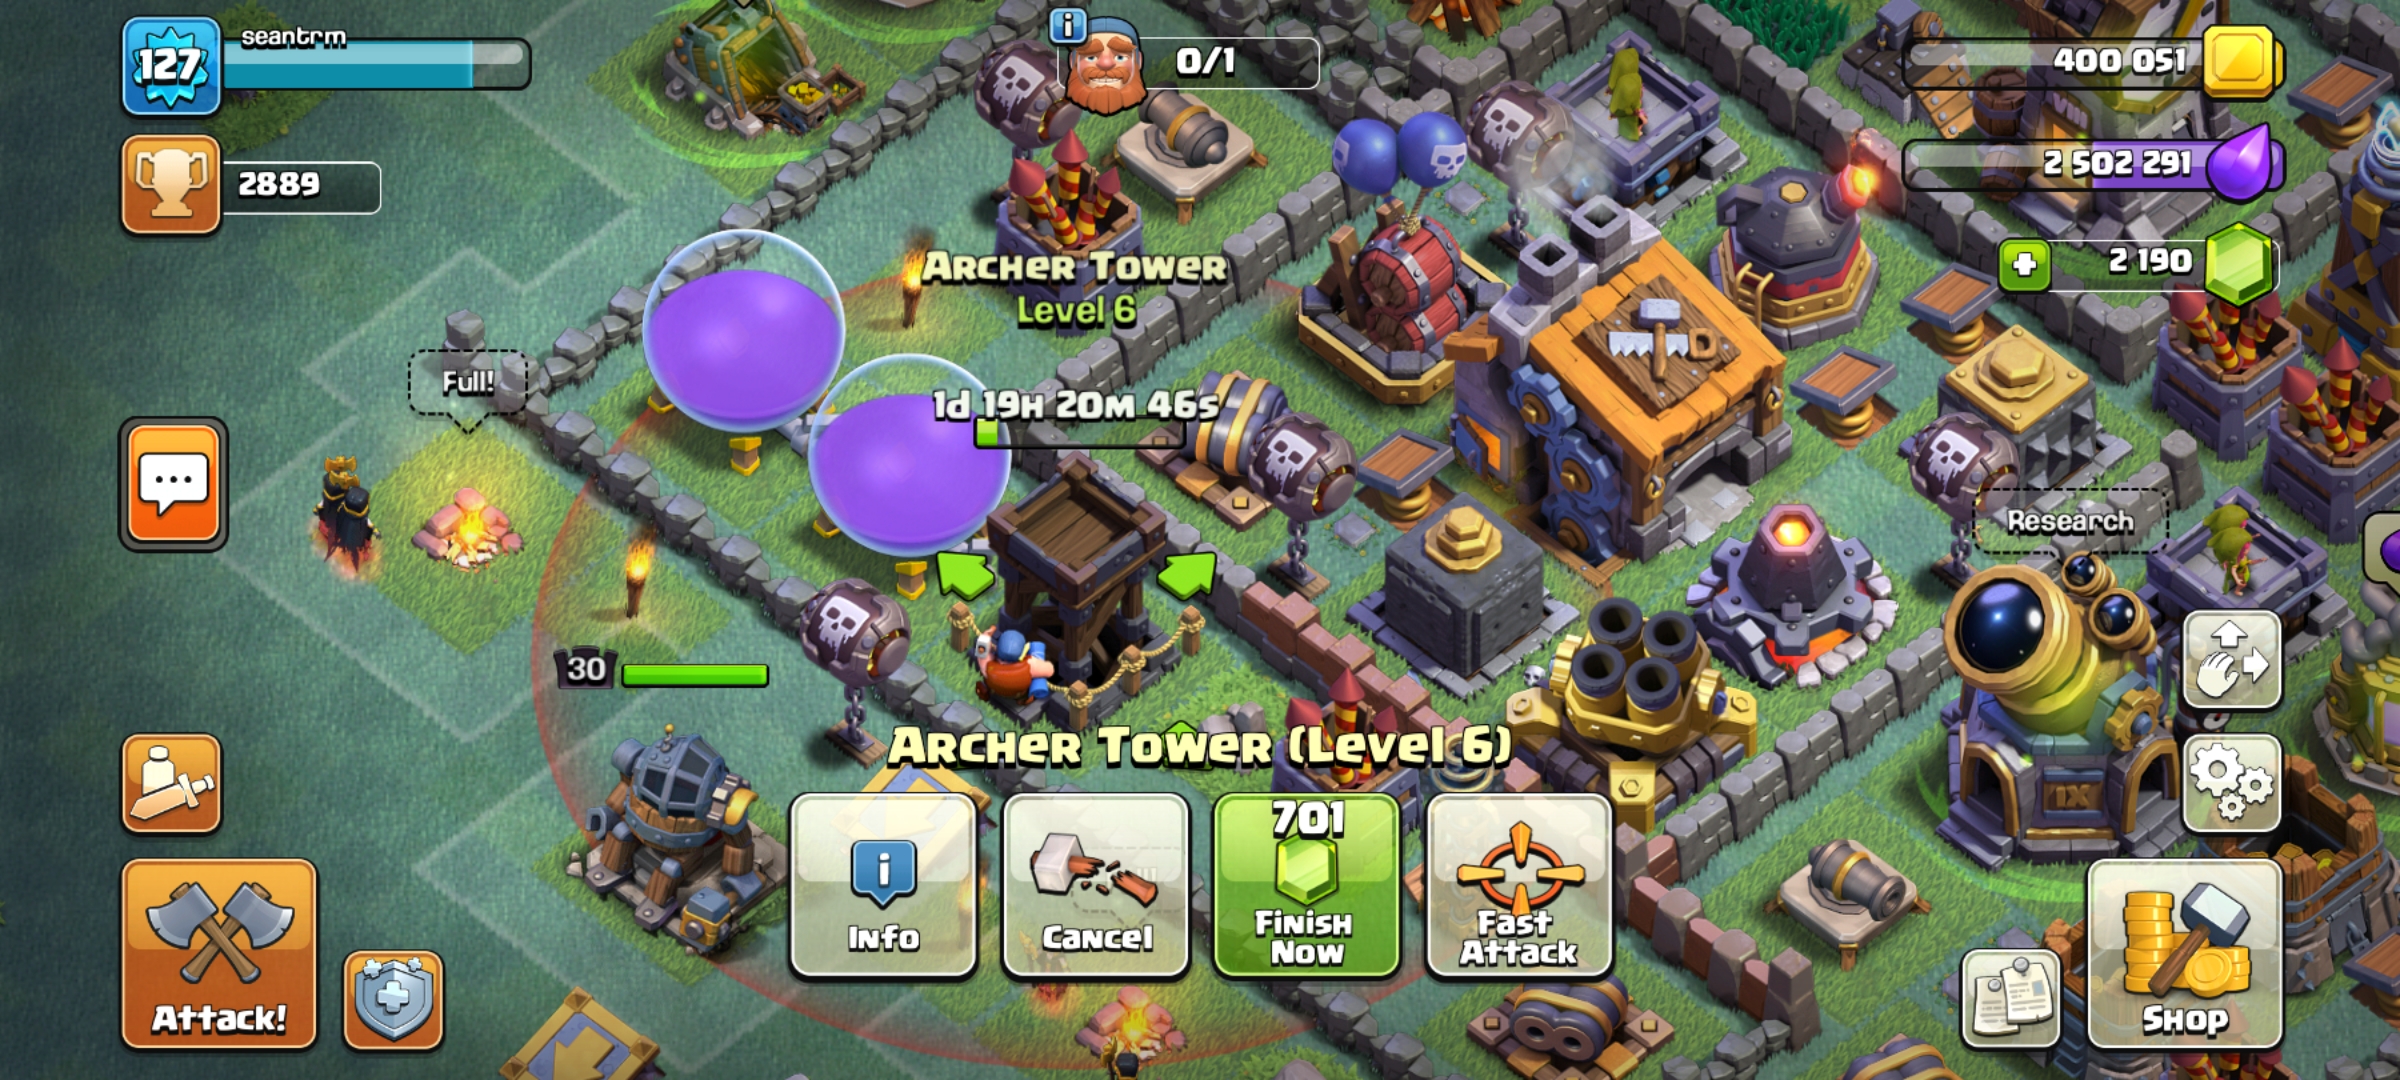 127
seantrm
0/1
400 051
2889
2 502 291
2 190
Archer Tower
Level 6
Full!
1d 19H 20M 46s
Research
30
Archer Tower (Level 6)
IX
Info
Cancel
701
Finish
Now
Fast
Attack
Attack!
Shop